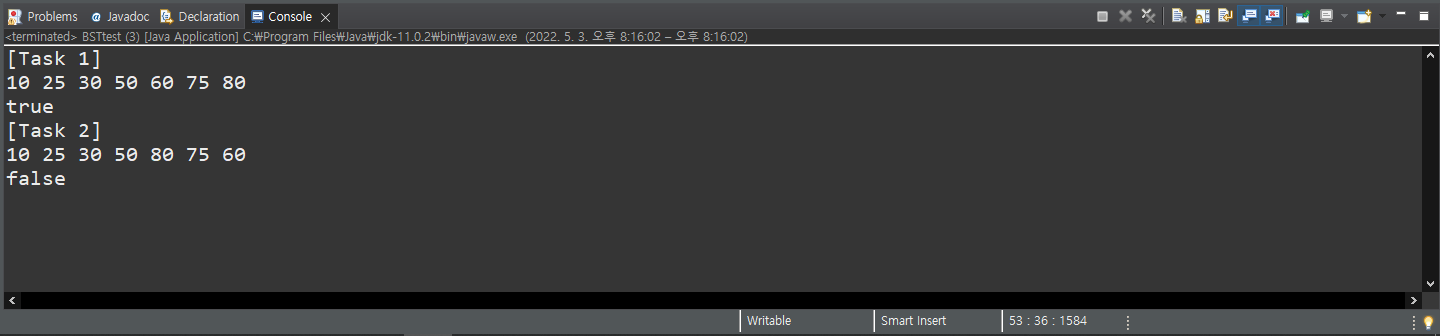 Problems Javadoc Declaration Console
<terminated> BSTtest (3) [Java Application] C:₩Program Files₩Java₩jdk-11.0.2₩bin₩javaw.exe (2022. 5. 3. 오후 8:16:02 – 오후 8:16:02)
[Task 1]
10 25 30 50 60 75 80
true
[Task 2]
10 25 30 50 80 75 60
false
Writable Smart Insert 53 : 36 : 1584